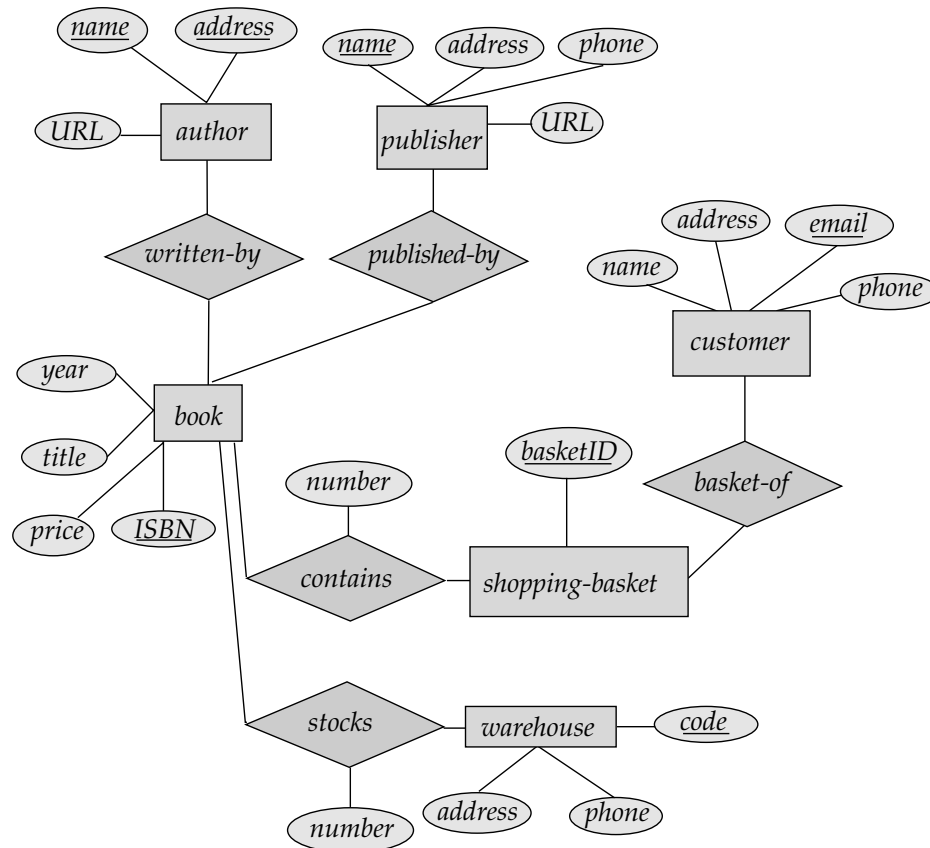 name
address
URL
author
name
address
phone
publisher
URL
written-by
published-by
address
email
name
phone
customer
year
book
title
price
ISBN
basketID
number
basket-of
contains
shopping-basket
stocks
warehouse
code
address
phone
number